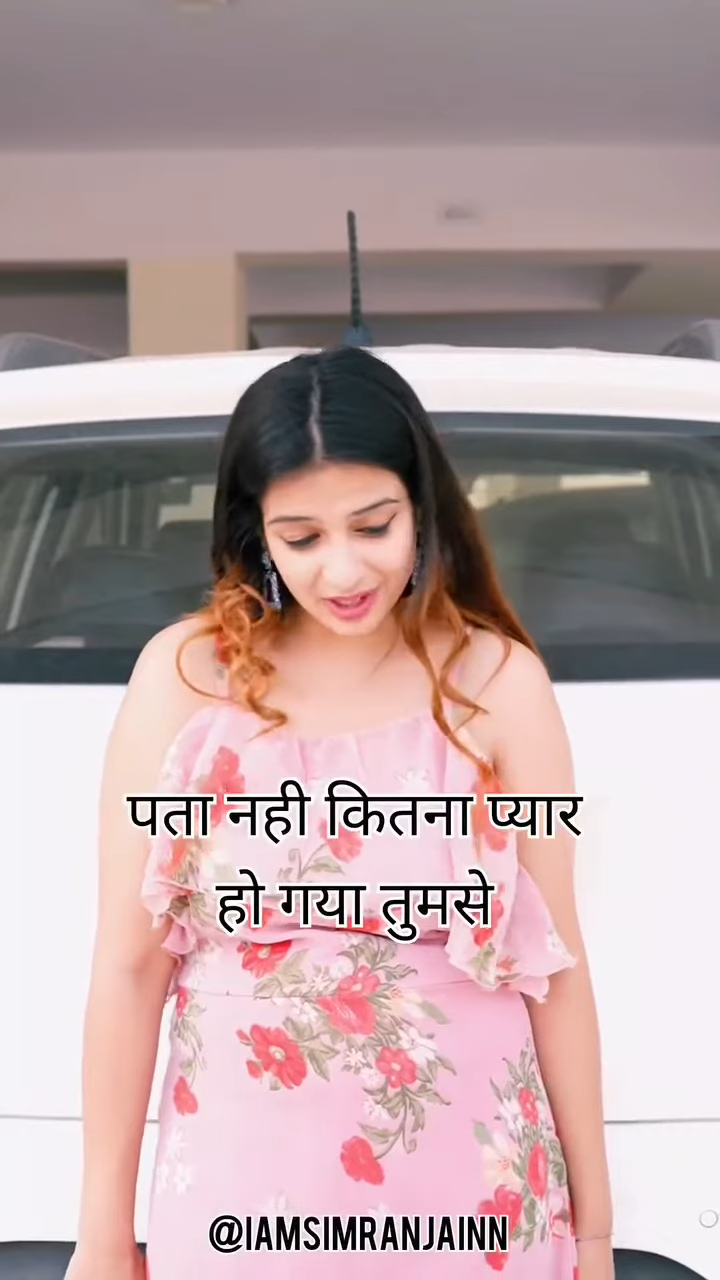 पता नही कितना प्यार
हो गया तुमसे
@IAMSIMRANJAINN